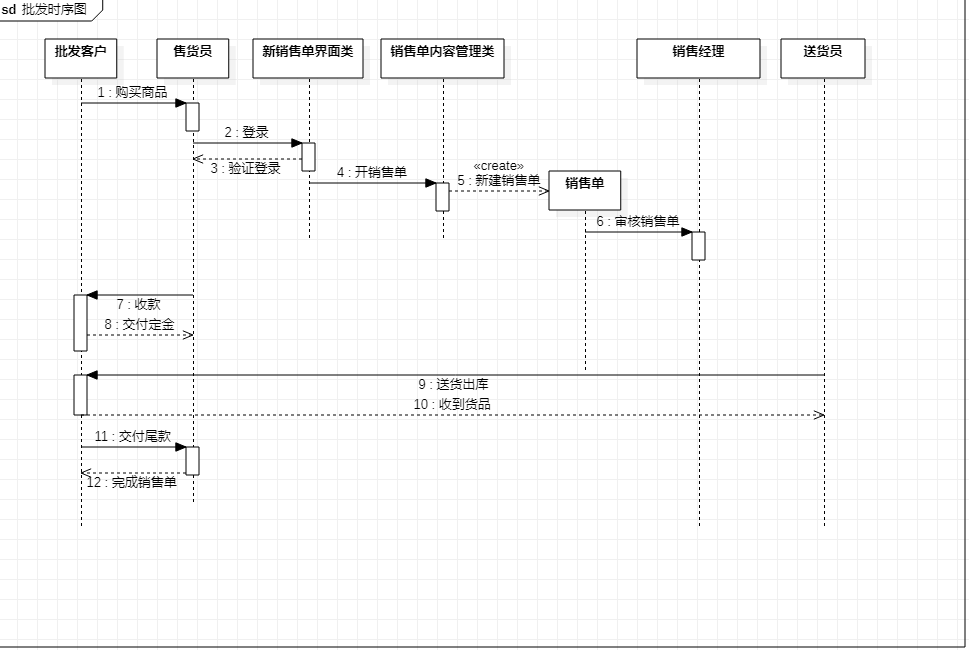 sd 批发时序图
批发客户
售货员
新销售单界面类
销售单内容管理类
销售经理
送货员
1 : 购买商品
2 : 登录
3 : 验证登录
4 : 开销售单
«create»
5 : 新建销售单
销售单
6 : 审核销售单
7 : 收款
8 : 交付定金
9 : 送货出库
10 : 收到货品
11 : 交付尾款
12 : 完成销售单